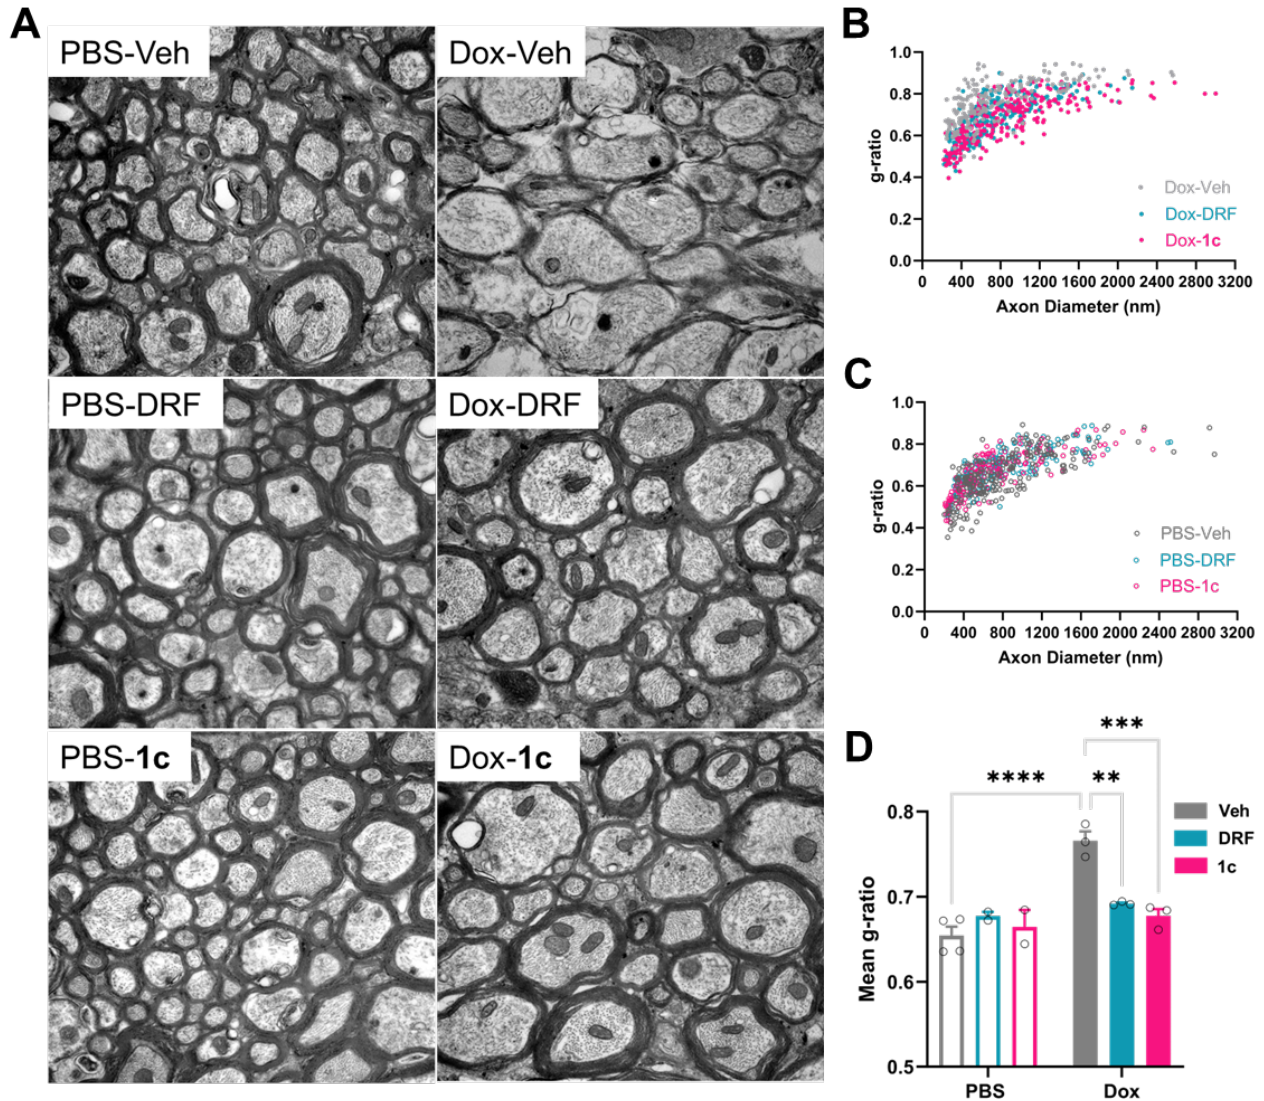 A
PBS-Veh
Dox-Veh
PBS-DRF
Dox-DRF
PBS-1c
Dox-1c
B
1.0
0.8
0.6
0.4
0.2
0.0
g-ratio
Dox-Veh
Dox-DRF
Dox-1c
0 400 800 1200 1600 2000 2400 2800 3200
Axon Diameter (nm)
C
1.0
0.8
0.6
0.4
0.2
0.0
g-ratio
PBS-Veh
PBS-DRF
PBS-1c
0 400 800 1200 1600 2000 2400 2800 3200
Axon Diameter (nm)
D
***
**** **
0.8
0.7
0.6
0.5
Mean g-ratio
Veh
DRF
1c
PBS Dox